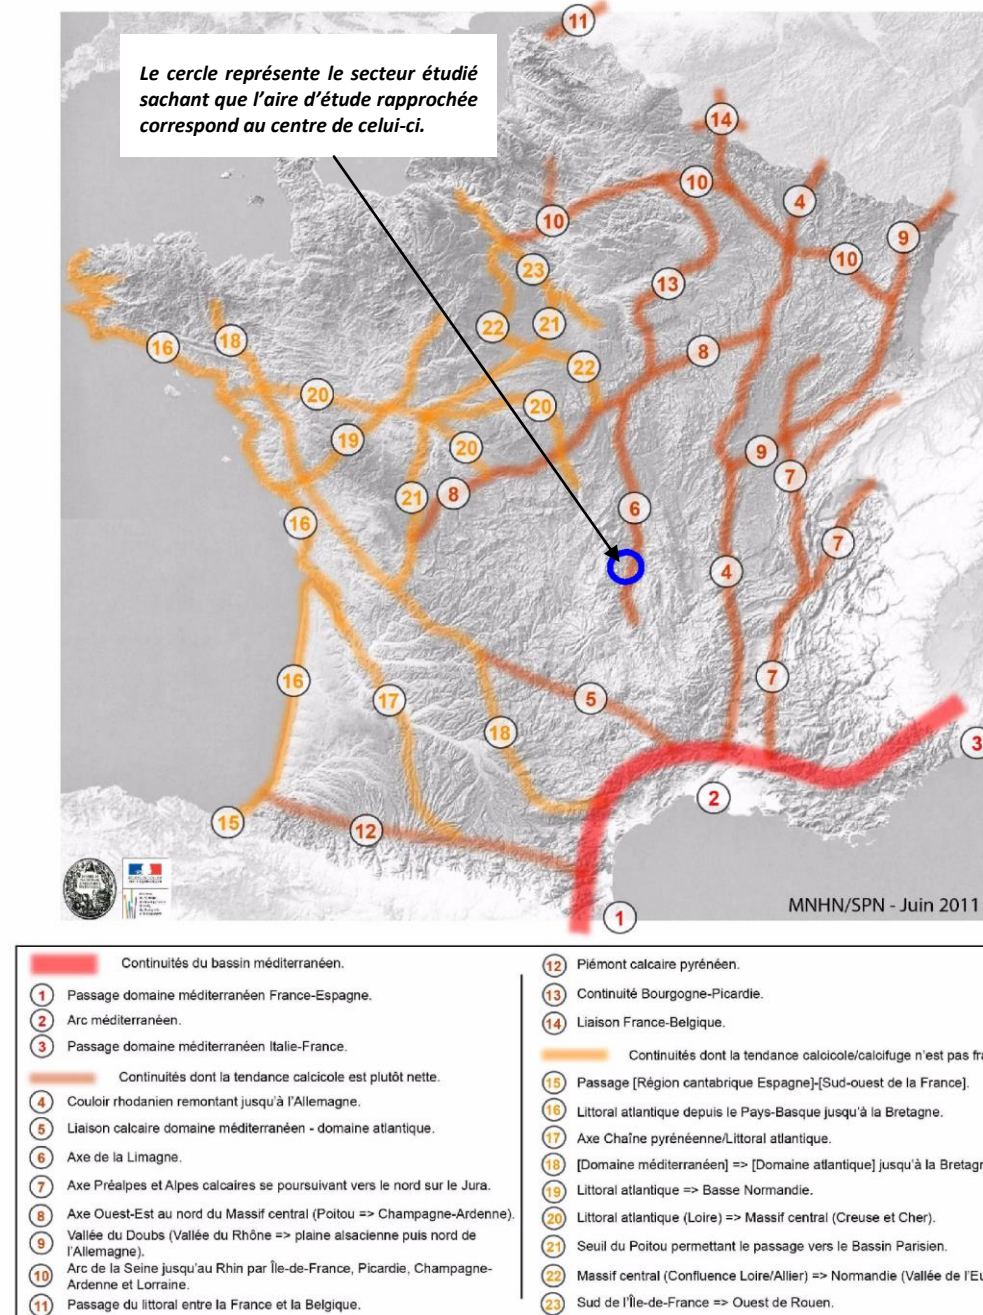 Le cercle représente le secteur étudié
sachant que l'aire d'étude rapprochée
correspond au centre de celui-ci.
11
14
10
4
10
9
23
10
13
16
18
22
21
8
22
20
20
19
20
9
8
21
7
16
6
7
4
16
17
5
7
18
3
2
15
12
1
MNHN/SPN - Juin 2011
Continuités du bassin méditerranéen.
1 Passage domaine méditerranéen France-Espagne.
2 Arc méditerranéen.
3 Passage domaine méditerranéen Italie-France.
Continuités dont la tendance calcicole est plutôt nette.
4 Couloir rhodanien remontant jusqu'à l'Allemagne.
5 Liaison calcaire domaine méditerranéen - domaine atlantique.
6 Axe de la Limagne.
7 Axe Préalpes et Alpes calcaires se poursuivant vers le nord sur le Jura.
8 Axe Ouest-Est au nord du Massif central (Poitou => Champagne-Ardenne).
9 Vallée du Doubs (Vallée du Rhône => plaine alsacienne puis nord de
l'Allemagne).
10 Arc de la Seine jusqu'au Rhin par Île-de-France, Picardie, Champagne-
Ardenne et Lorraine.
11 Passage du littoral entre la France et la Belgique.
12 Piémont calcaire pyrénéen.
13 Continuité Bourgogne-Picardie.
14 Liaison France-Belgique.
Continuités dont la tendance calcicole/calcifuge n'est pas fra
15 Passage [Région cantabrique Espagne]-[Sud-ouest de la France].
16 Littoral atlantique depuis le Pays-Basque jusqu'à la Bretagne.
17 Axe Chaîne pyrénéenne/Littoral atlantique.
18 [Domaine méditerranéen] => [Domaine atlantique] jusqu'à la Bretagn
19 Littoral atlantique => Basse Normandie.
20 Littoral atlantique (Loire) => Massif central (Creuse et Cher).
21 Seuil du Poitou permettant le passage vers le Bassin Parisien.
22 Massif central (Confluence Loire/Allier) => Normandie (Vallée de l'Eu
23 Sud de l'Île-de-France => Ouest de Rouen.